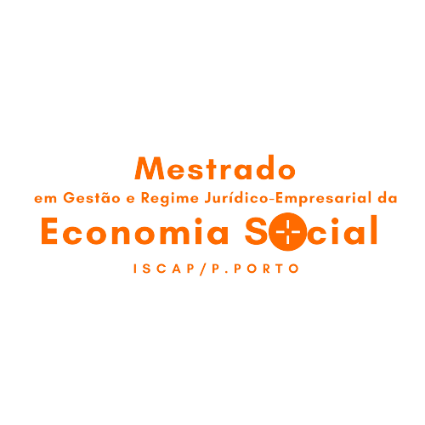 Mestrado
em Gestão e Regime Jurídico-Empresarial da
Economia Social
ISCAP/P.PORTO